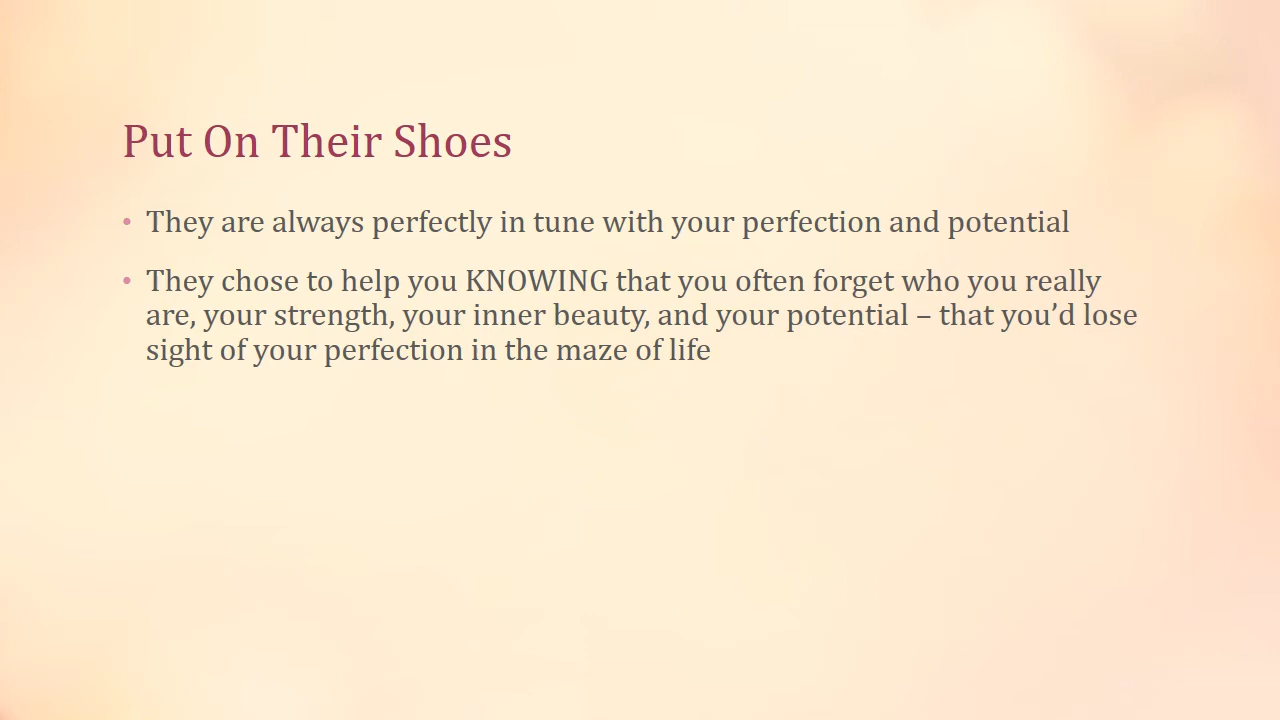 Put On Their Shoes
• They are always perfectly in tune with your perfection and potential
• They chose to help you KNOWING that you often forget who you really
are, your strength, your inner beauty, and your potential – that you’d lose
sight of your perfection in the maze of life